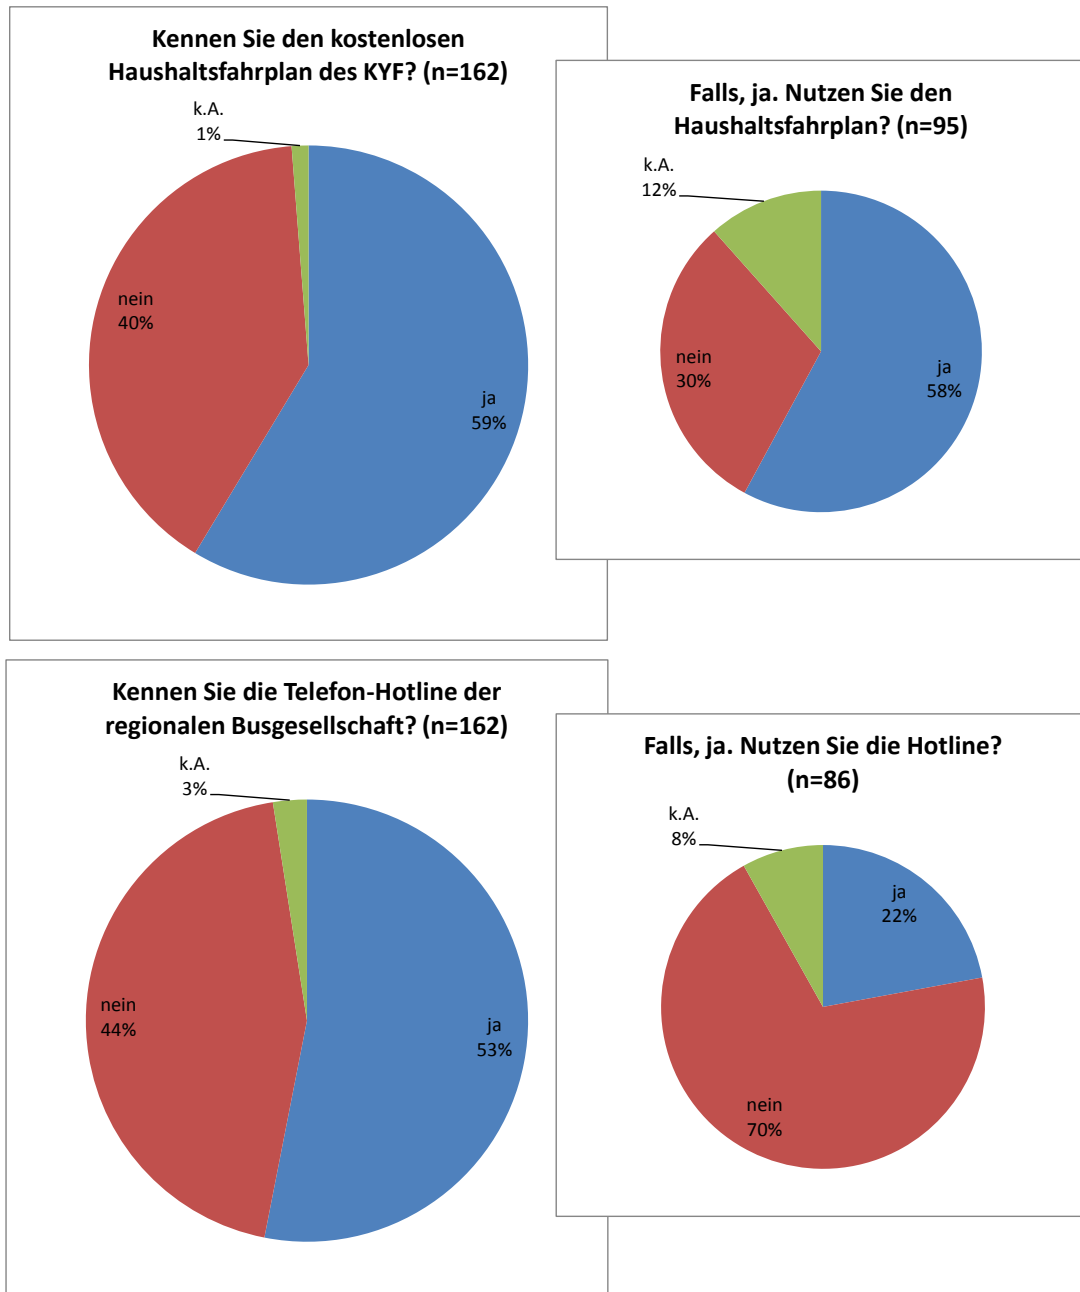 Kennen Sie den kostenlosen
Haushaltsfahrplan des KYF? (n=162)
k.A.
1%
nein
40%
ja
59%
Falls, ja. Nutzen Sie den
Haushaltsfahrplan? (n=95)
k.A.
12%
nein
30%
ja
58%
Kennen Sie die Telefon-Hotline der
regionalen Busgesellschaft? (n=162)
k.A.
3%
nein
44%
ja
53%
Falls, ja. Nutzen Sie die Hotline?
(n=86)
k.A.
8%
ja
22%
nein
70%